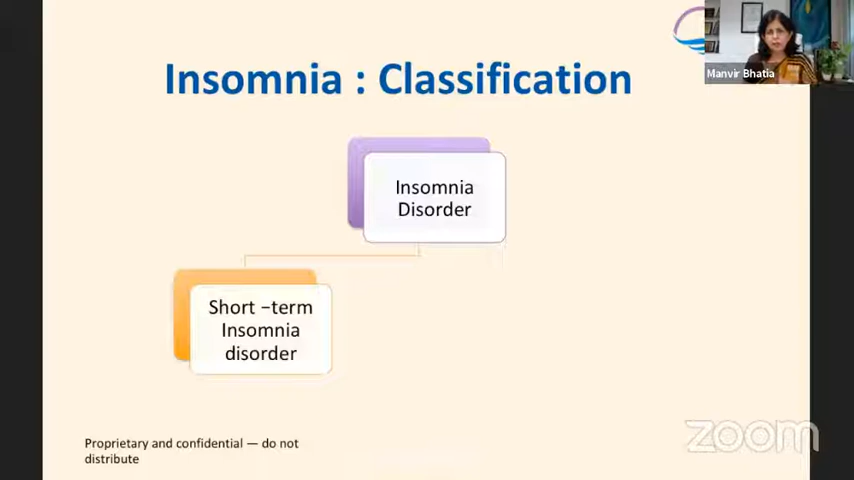 Insomnia : Classification
Manvir Bhatia
Insomnia
Disorder
Short –term
Insomnia
disorder
Proprietary and confidential — do not
distribute
zoom